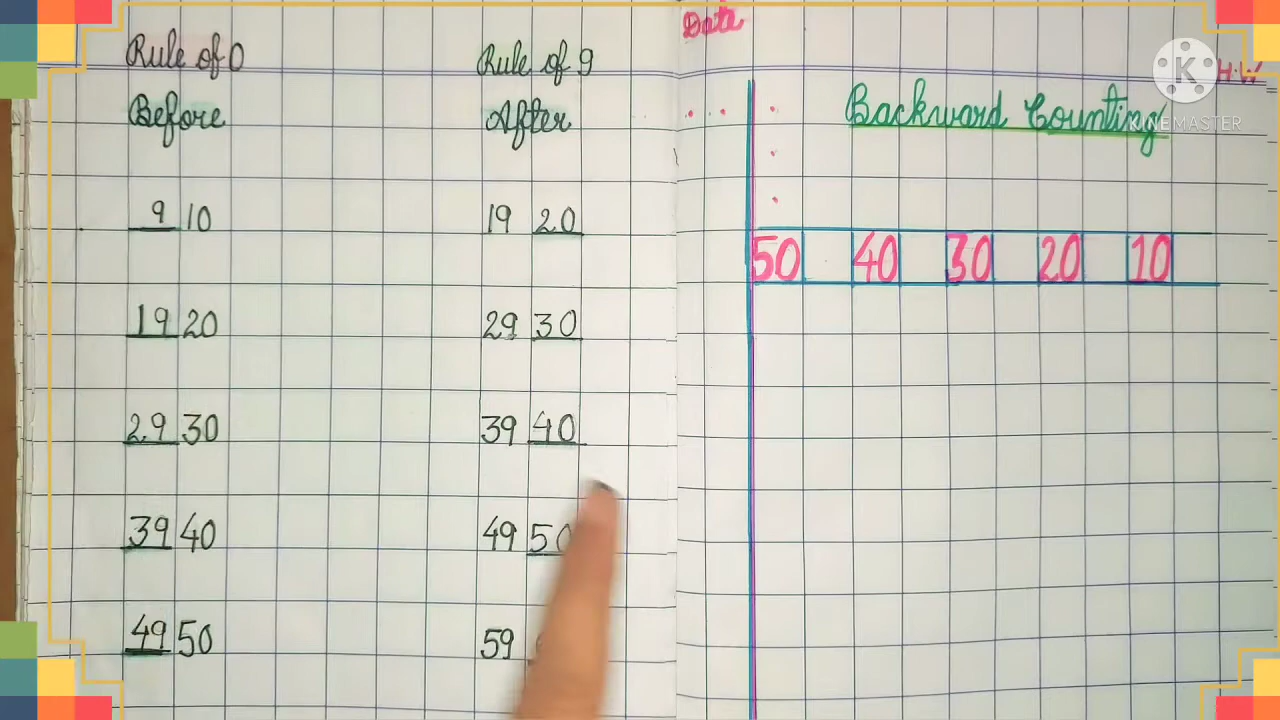 Rule of 0
Before
9 10
19 20
29 30
39 40
49 50
Rule of 9
After
19 20
29 30
39 40
49 50
59
Date
H.W
K
KINEMASTER
Backward Counting
50 40 30 20 10